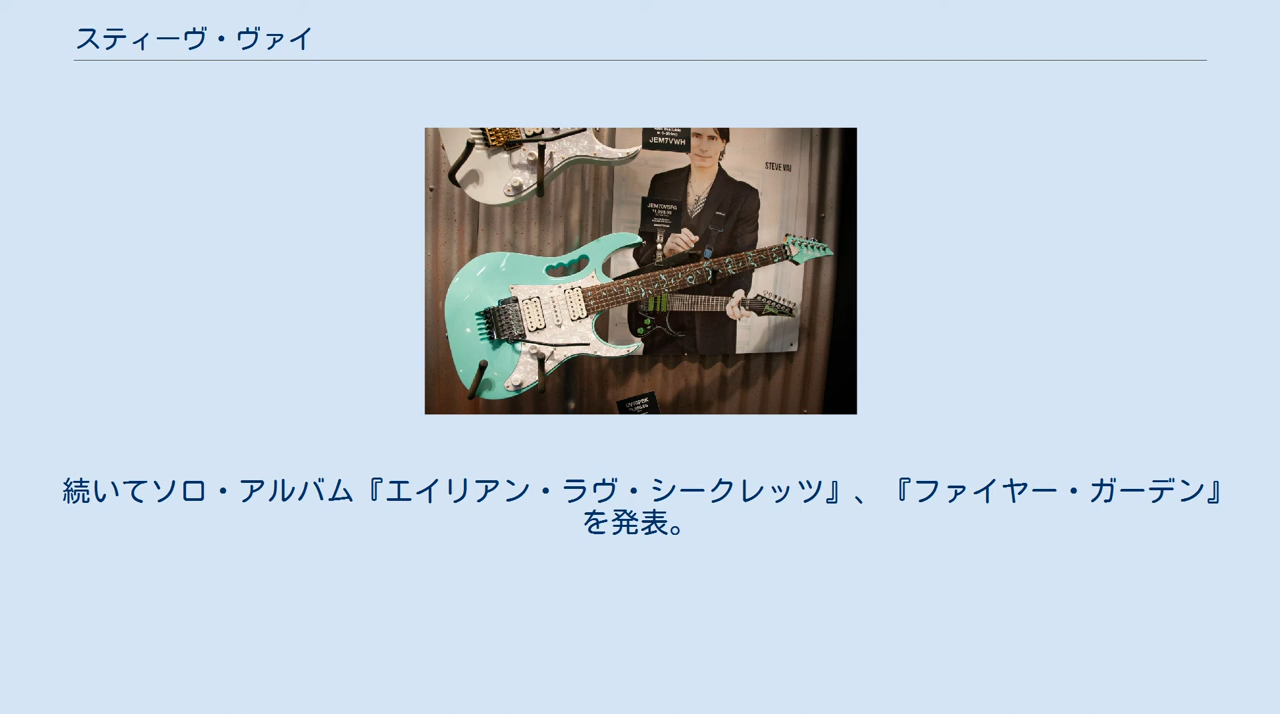 スティーヴ・ヴァイ
JEM7VWH
STEVE VAI
JEM70VSFG
続いてソロ・アルバム『エイリアン・ラヴ・シークレッツ』、『ファイヤー・ガーデン』
を発表。